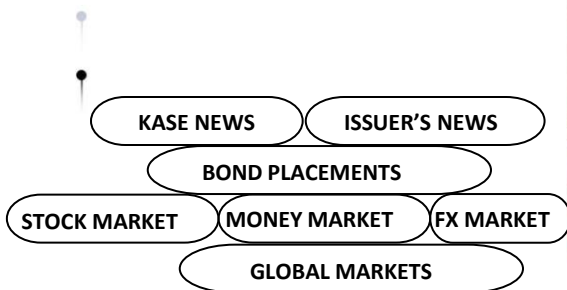 KASE NEWS ISSUER’S NEWS
BOND PLACEMENTS
STOCK MARKET MONEY MARKET FX MARKET
GLOBAL MARKETS